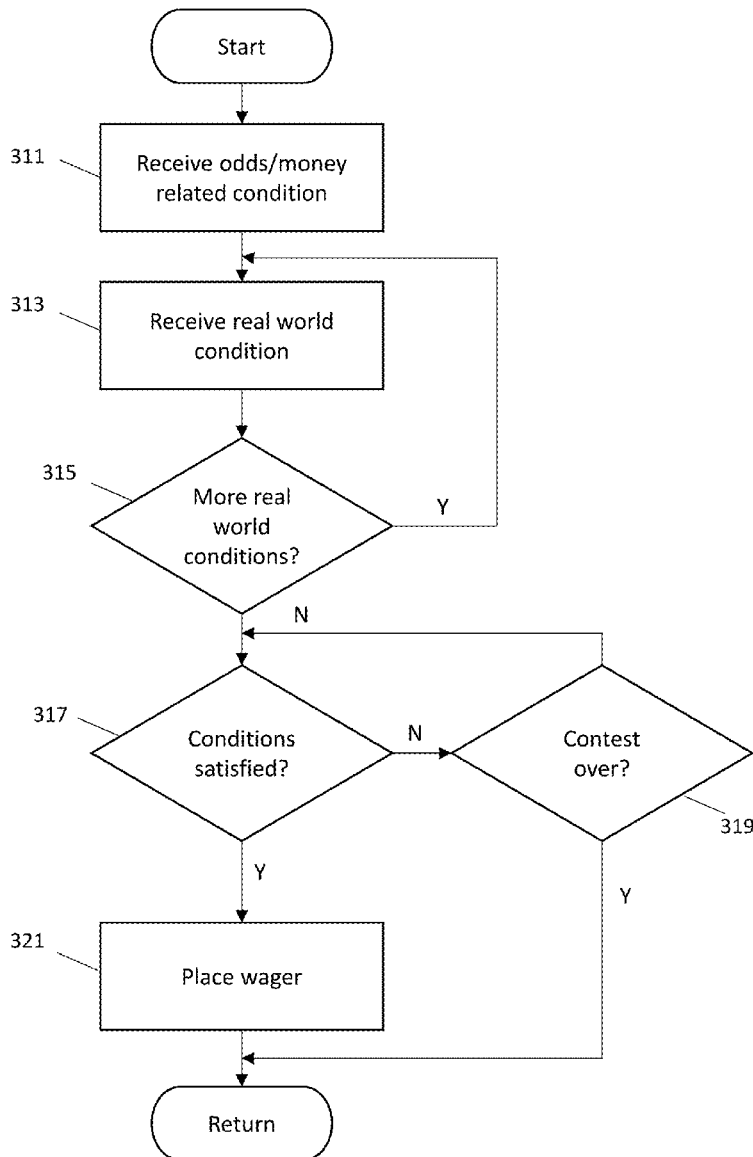 Start
311
Receive odds/money
related condition
313
Receive real world
condition
315
More real
world
conditions?
Y
N
317
Conditions
satisfied?
N
Contest
over?
319
Y
Y
321
Place wager
Return